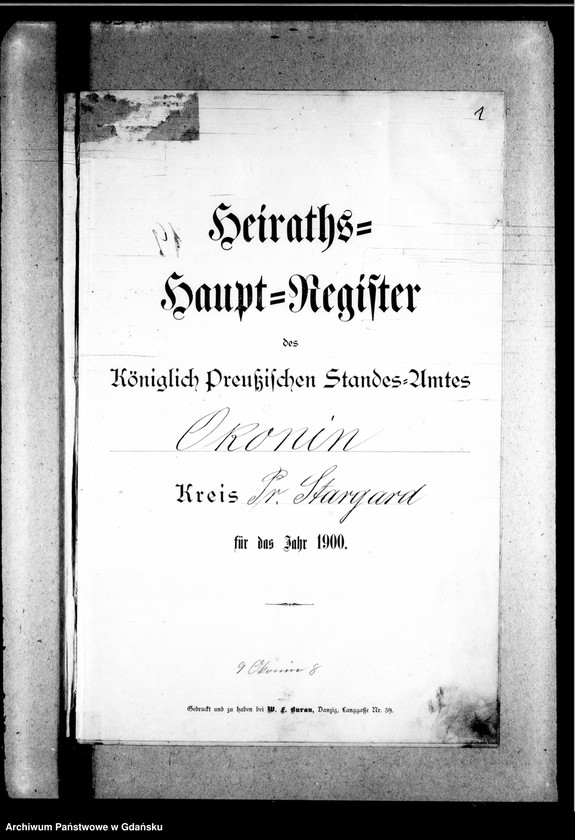 1
Heiraths-
Haupt-Register
des
Königlich Preußischen Standes-Amtes
Okonin
Kreis Pr. Stargard
für das Jahr 1900.
9 Okonin 8
Gedruckt und zu haben bei W. F. Burau, Danzig, Langgasse Nr. 39.
Archiwum Państwowe w Gdańsku